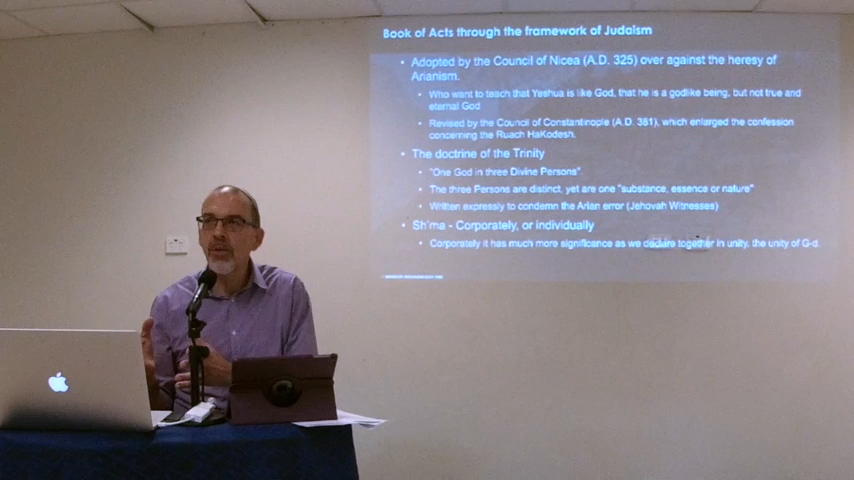 Book of Acts through the framework of Judaism
• Adopted by the Council of Nicea (A.D. 325) over against the heresy of
Arianism.
• Who want to teach that Yeshua is like God, that he is a godlike being, but not true and
eternal God
• Revised by the Council of Constantinople (A.D. 381), which enlarged the confession
concerning the Ruach HaKodesh.
• The doctrine of the Trinity
• "One God in three Divine Persons"
• The three Persons are distinct, yet are one "substance, essence or nature"
• Written expressly to condemn the Arian error (Jehovah Witnesses)
• Sh'ma - Corporately, or individually
• Corporately it has much more significance as we declare together in unity, the unity of G-d.